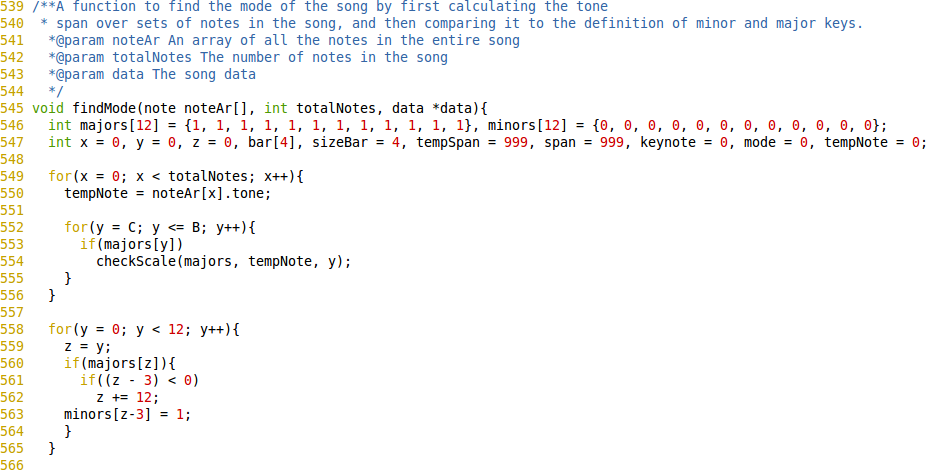 539 /**A function to find the mode of the song by first calculating the tone
540  * span over sets of notes in the song, and then comparing it to the definition of minor and major keys.
541   *@param noteAr An array of all the notes in the entire song
542   *@param totalNotes The number of notes in the song
543   *@param data The song data
544   */
545 void findMode(note noteAr[], int totalNotes, data *data){
546   int majors[12] = {1, 1, 1, 1, 1, 1, 1, 1, 1, 1, 1, 1}, minors[12] = {0, 0, 0, 0, 0, 0, 0, 0, 0, 0, 0, 0};
547   int x = 0, y = 0, z = 0, bar[4], sizeBar = 4, tempSpan = 999, span = 999, keynote = 0, mode = 0, tempNote = 0;
548
549   for(x = 0; x < totalNotes; x++){
550     tempNote = noteAr[x].tone;
551
552     for(y = C; y <= B; y++){
553       if(majors[y])
554         checkScale(majors, tempNote, y);
555     }
556   }
557
558   for(y = 0; y < 12; y++){
559     z = y;
560     if(majors[z]){
561       if((z - 3) < 0)
562         z += 12;
563     minors[z-3] = 1;
564     }
565   }
566